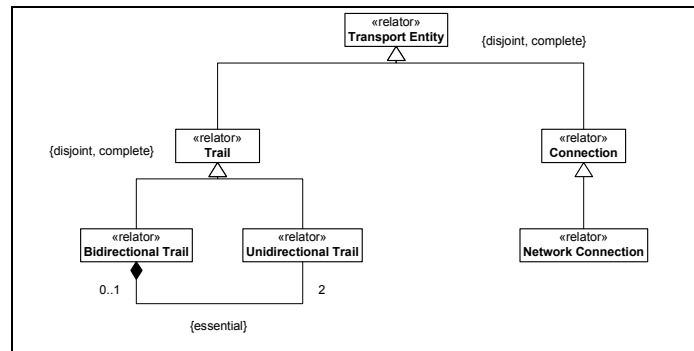 «relator»
Transport Entity
{disjoint, complete}
«relator»
Trail
{disjoint, complete}
«relator»
Connection
«relator»
Bidirectional Trail
«relator»
Unidirectional Trail
«relator»
Network Connection
0..1
2
{essential}